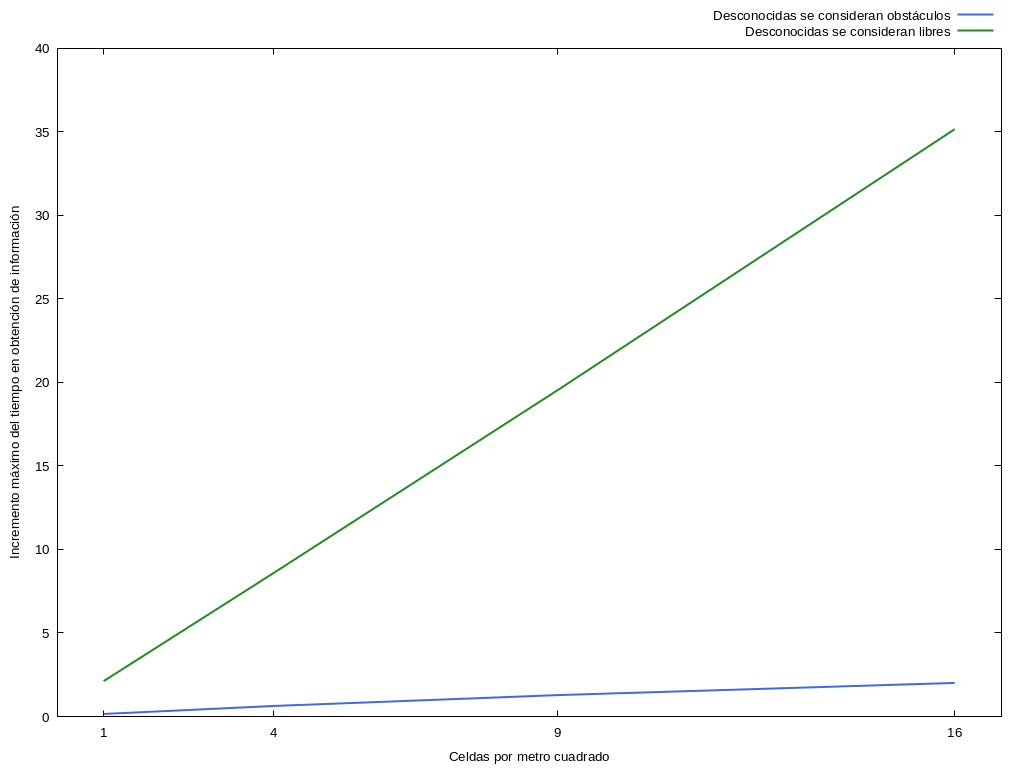 Desconocidas se consideran obstáculos
Desconocidas se consideran libres
40
35
30
25
20
15
10
5
0
Incremento máximo del tiempo en obtención de información
1 4 9 16
Celdas por metro cuadrado